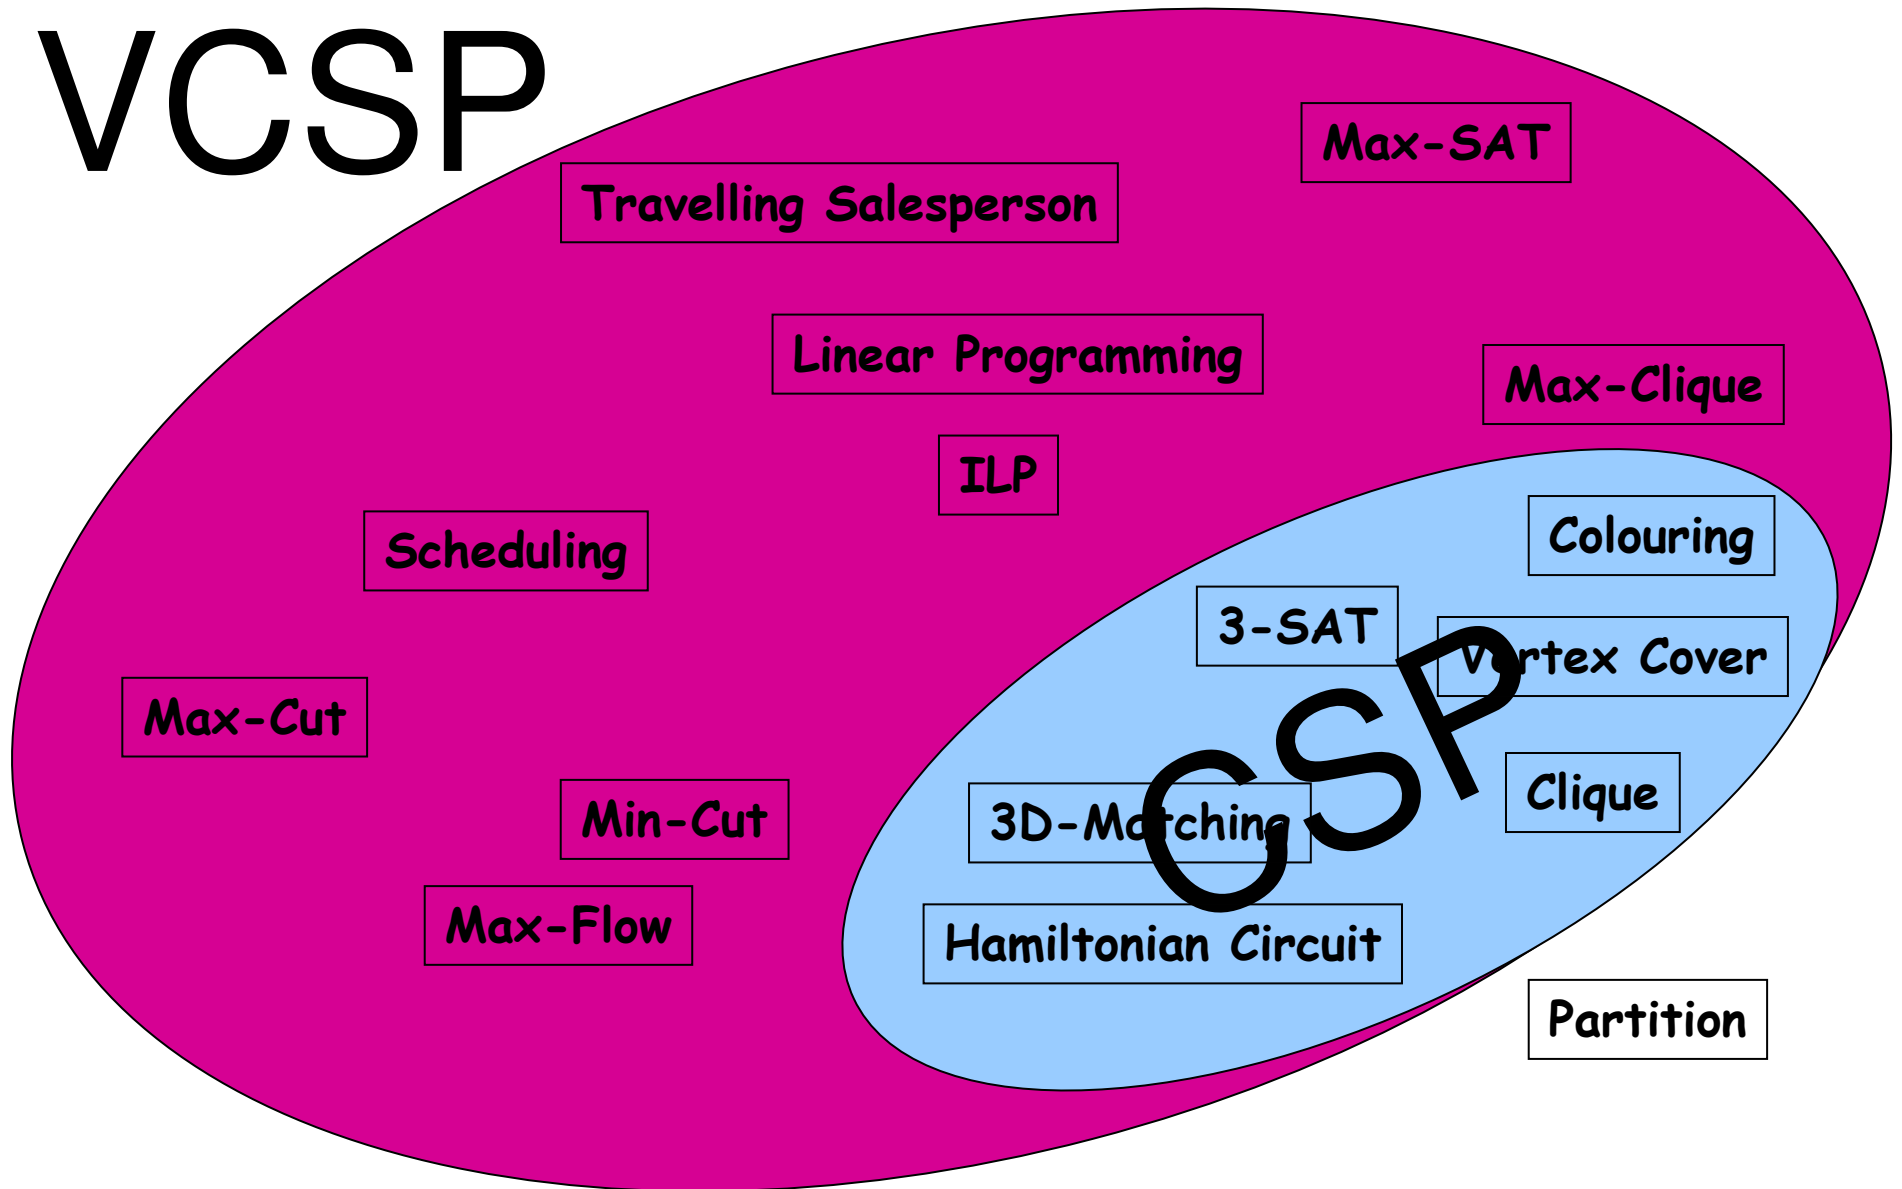 VCSP
Max-SAT
Travelling Salesperson
Linear Programming
Max-Clique
ILP
Colouring
Scheduling
3-SAT
Vertex Cover
CSP
Max-Cut
Clique
Min-Cut
3D-Matching
Max-Flow
Hamiltonian Circuit
Partition